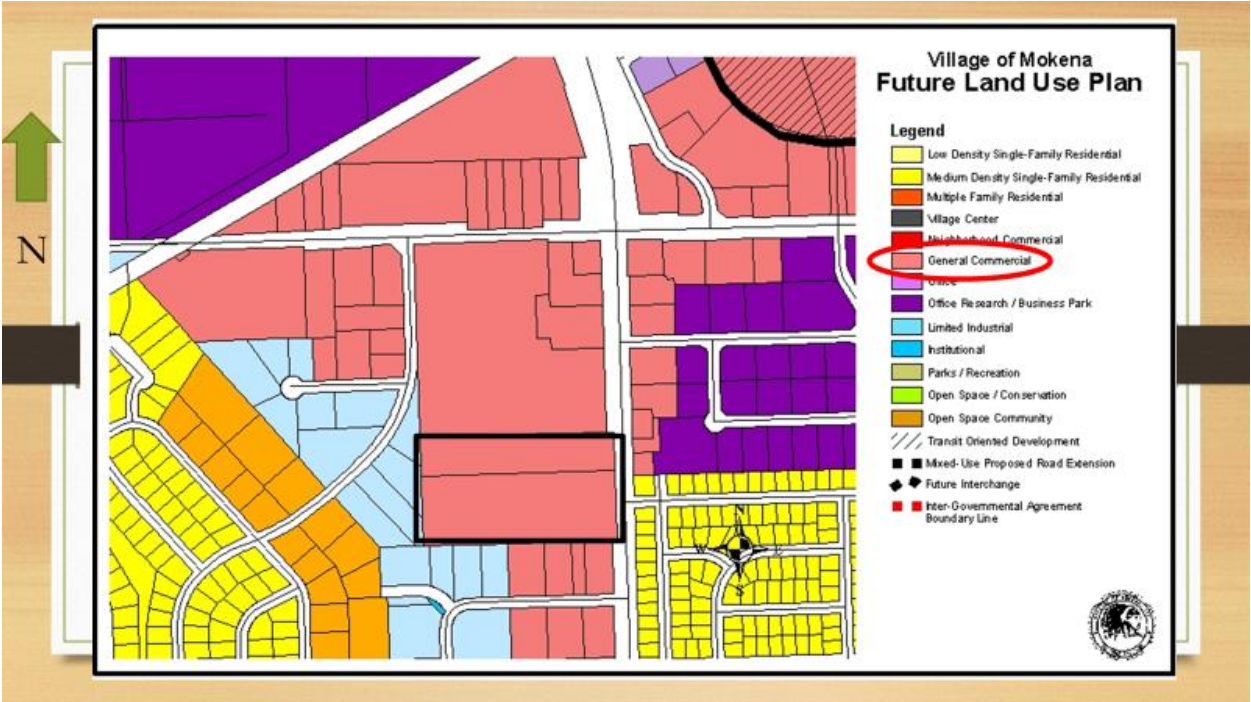 Village of Mokena
Future Land Use Plan
N
Legend
Low Density Single-Family Residential
Medium Density Single-Family Residential
Multiple Family Residential
Village Center
Neighborhood Commercial
General Commercial
Office
Office Research / Business Park
Limited Industrial
Institutional
Parks / Recreation
Open Space / Conservation
Open Space Community
Transit Oriented Development
Mixed-Use Proposed Road Extension
Future Interchange
Inter-Governmental Agreement
Boundary Line
N
W
E
S